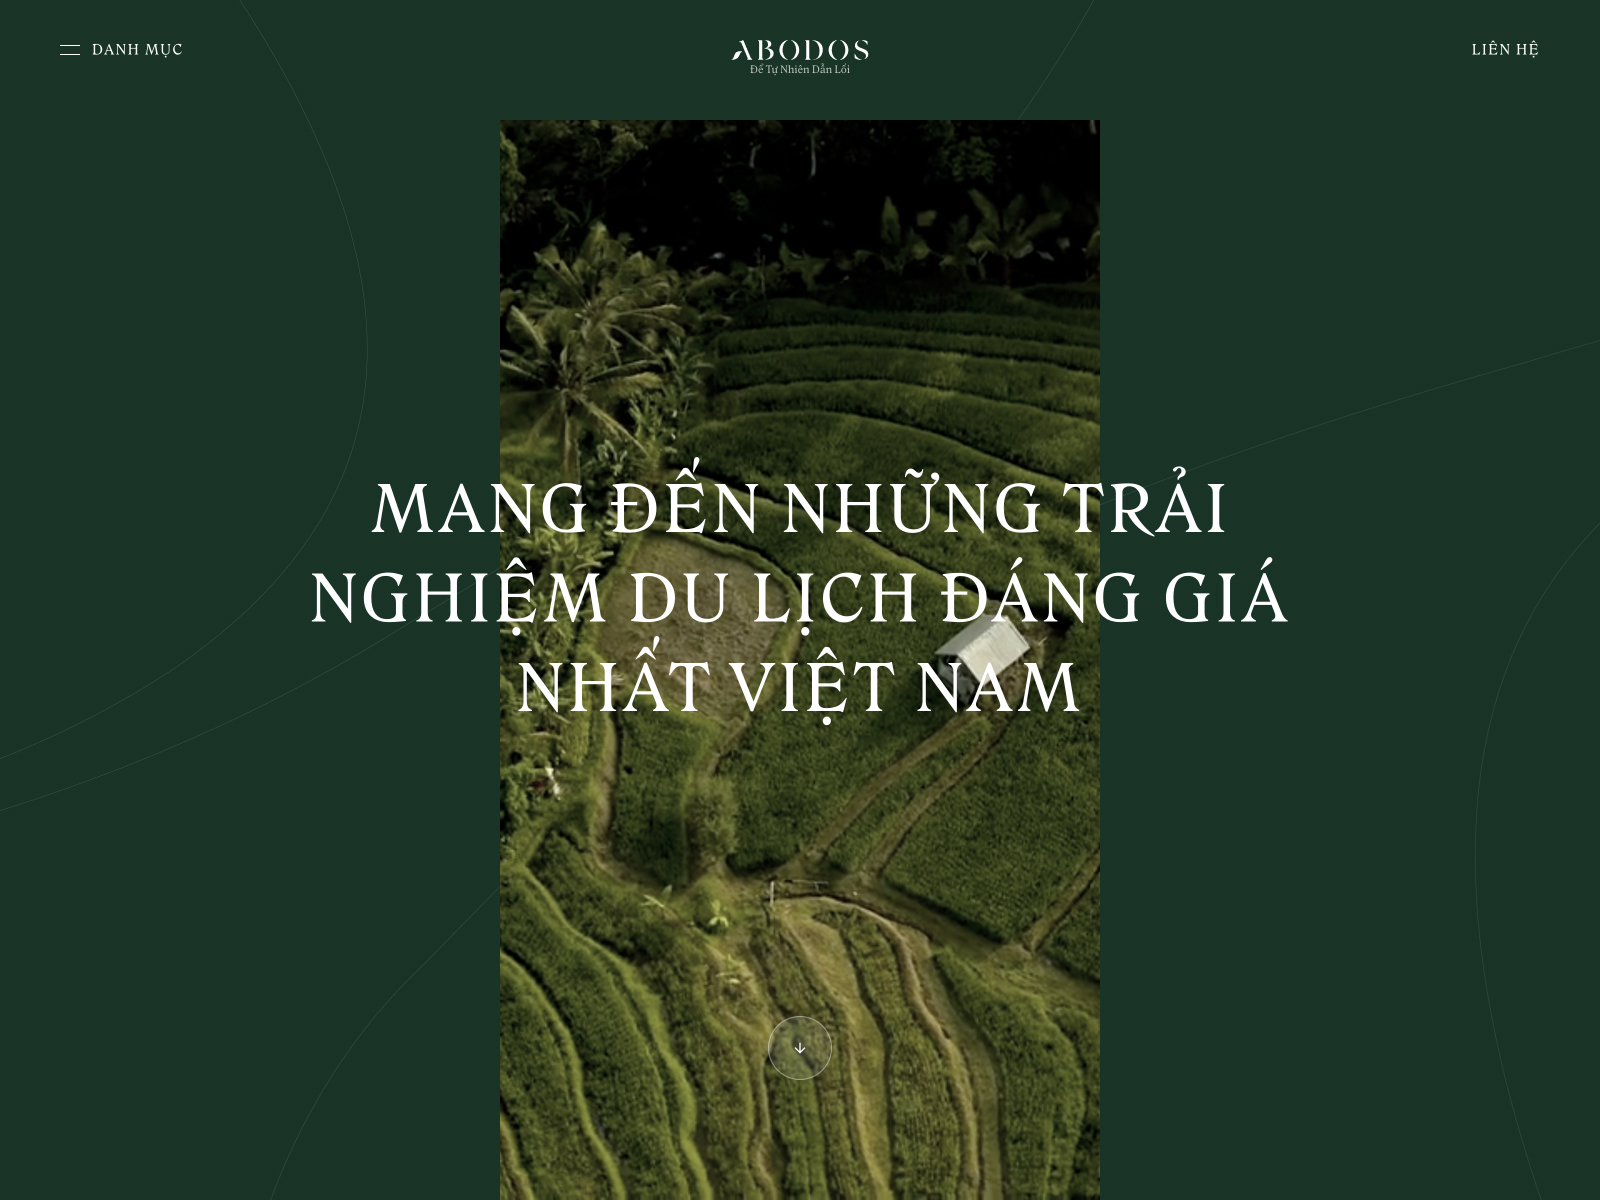 DANH MỤC
ABODOS
Để Tự Nhiên Dẫn Lối
LIÊN HỆ
MANG ĐẾN NHỮNG TRẢI
NGHIỆM DU LỊCH ĐÁNG GIÁ
NHẤT VIỆT NAM